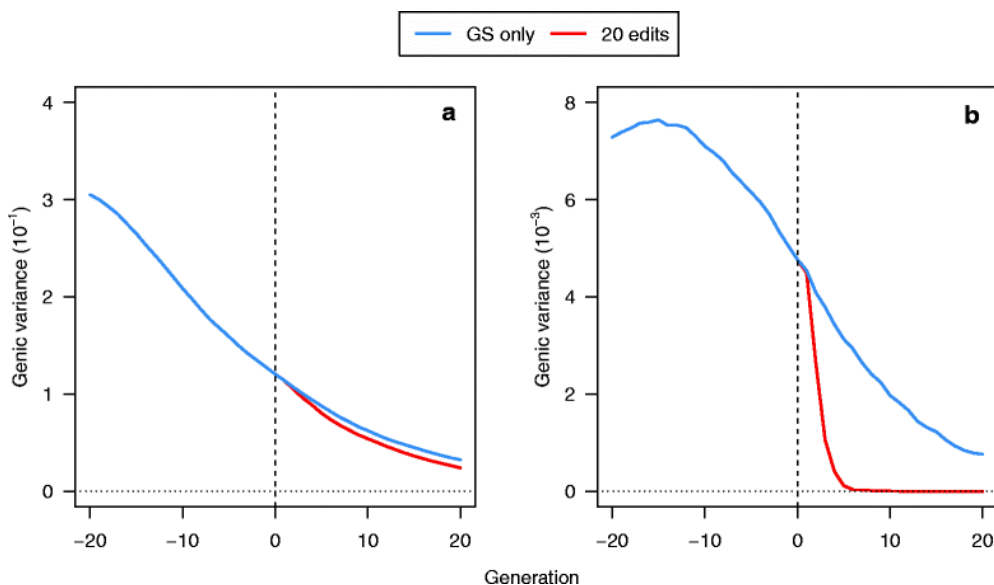 GS only 20 edits
a
Genic variance (10⁻¹)
4
3
2
1
0
−20 −10 0 10 20
b
Genic variance (10⁻³)
8
6
4
2
0
−20 −10 0 10 20
Generation